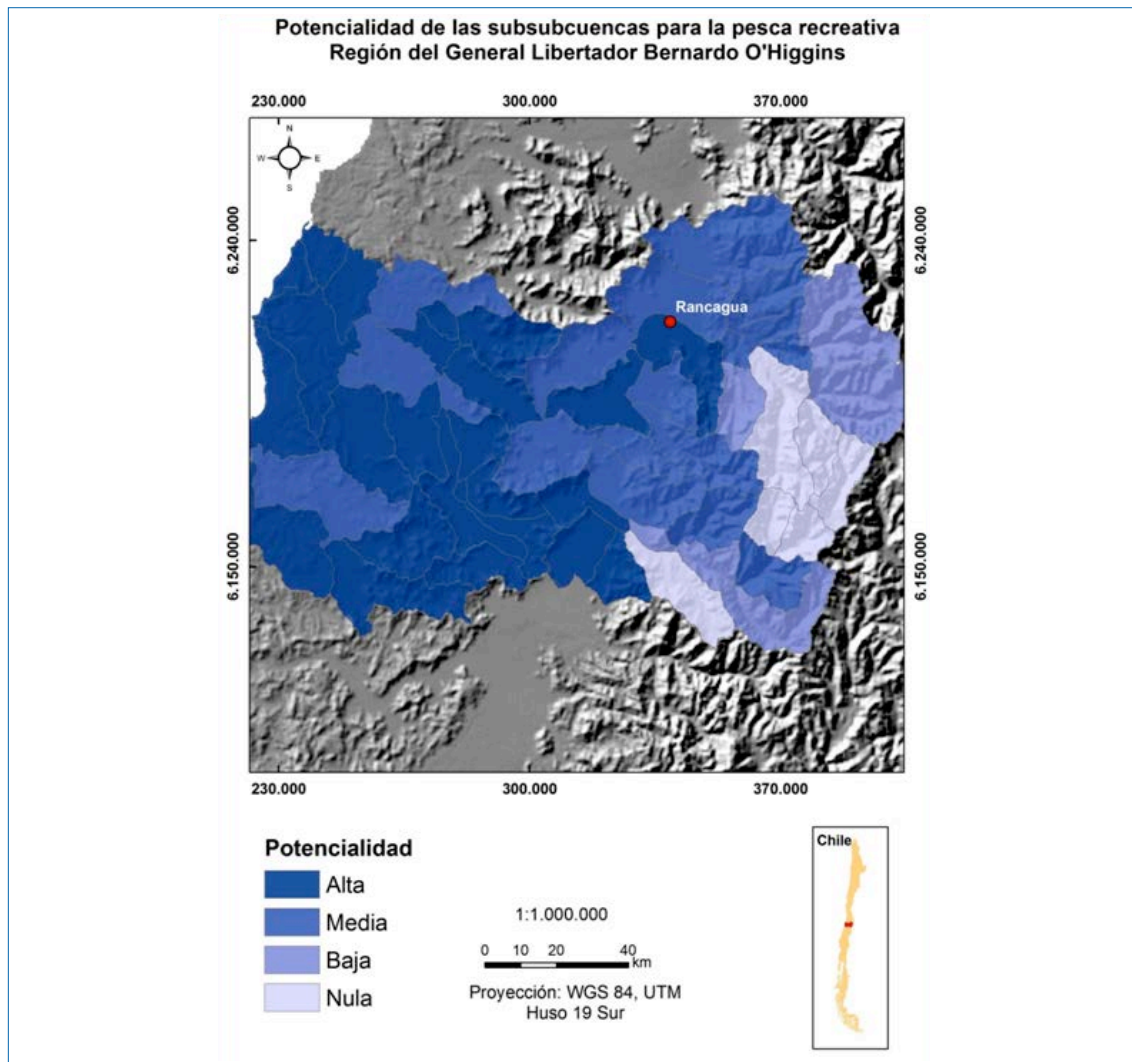 Potencialidad de las subsubcuencas para la pesca recreativa
Región del General Libertador Bernardo O'Higgins
230.000 300.000 370.000
N
W E
S
6.240.000 6.240.000
Rancagua
6.150.000 6.150.000
230.000 300.000 370.000
Potencialidad
Alta
Media
Baja
Nula
1:1.000.000
0 10 20 40
km
Proyección: WGS 84, UTM
Huso 19 Sur
Chile